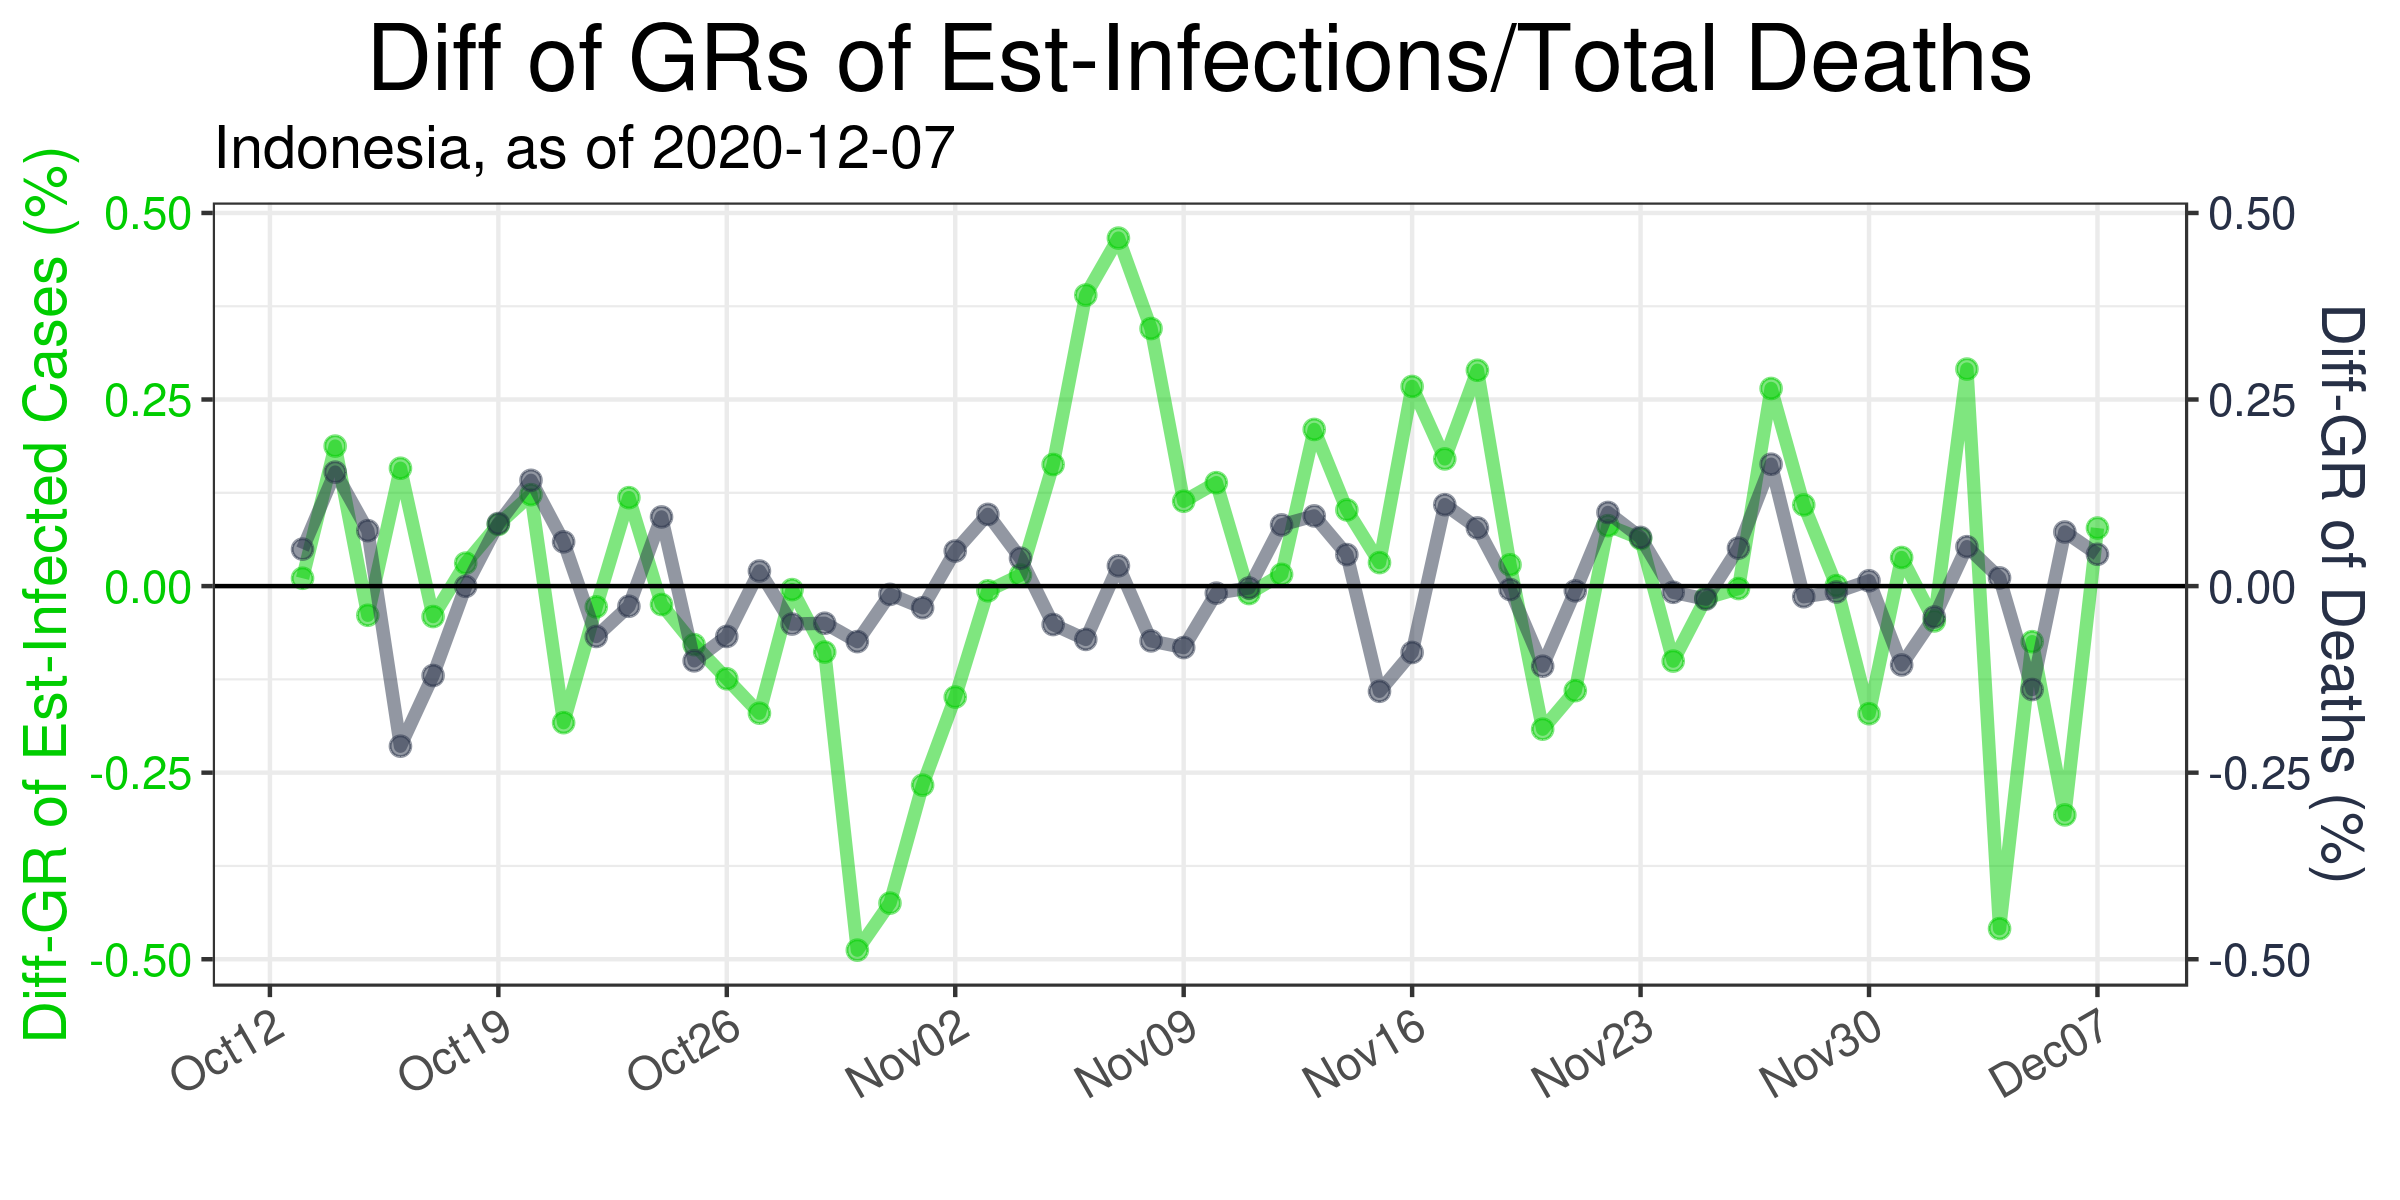 Diff of GRs of Est-Infections/Total Deaths
Indonesia, as of 2020-12-07
Diff-GR of Est-Infected Cases (%)
0.50
0.25
0.00
-0.25
-0.50
0.50
0.25
0.00
-0.25
-0.50
Diff-GR of Deaths (%)
Oct12
Oct19
Oct26
Nov02
Nov09
Nov16
Nov23
Nov30
Dec07